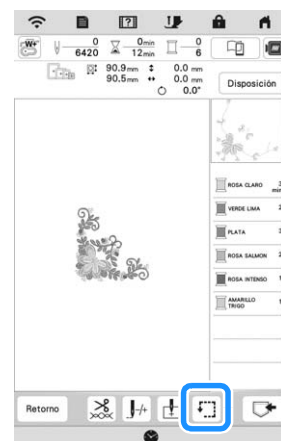 W+ 0 0min 0
6420 12min 6
90.9mm 0.0 mm
90.5mm 0.0 mm
0.0°
Disposición
ROSA CLARO
min
VERDE LIMA
PLATA
ROSA SALMON
ROSA INTENSO
AMARILLO
TRIGO
Retorno